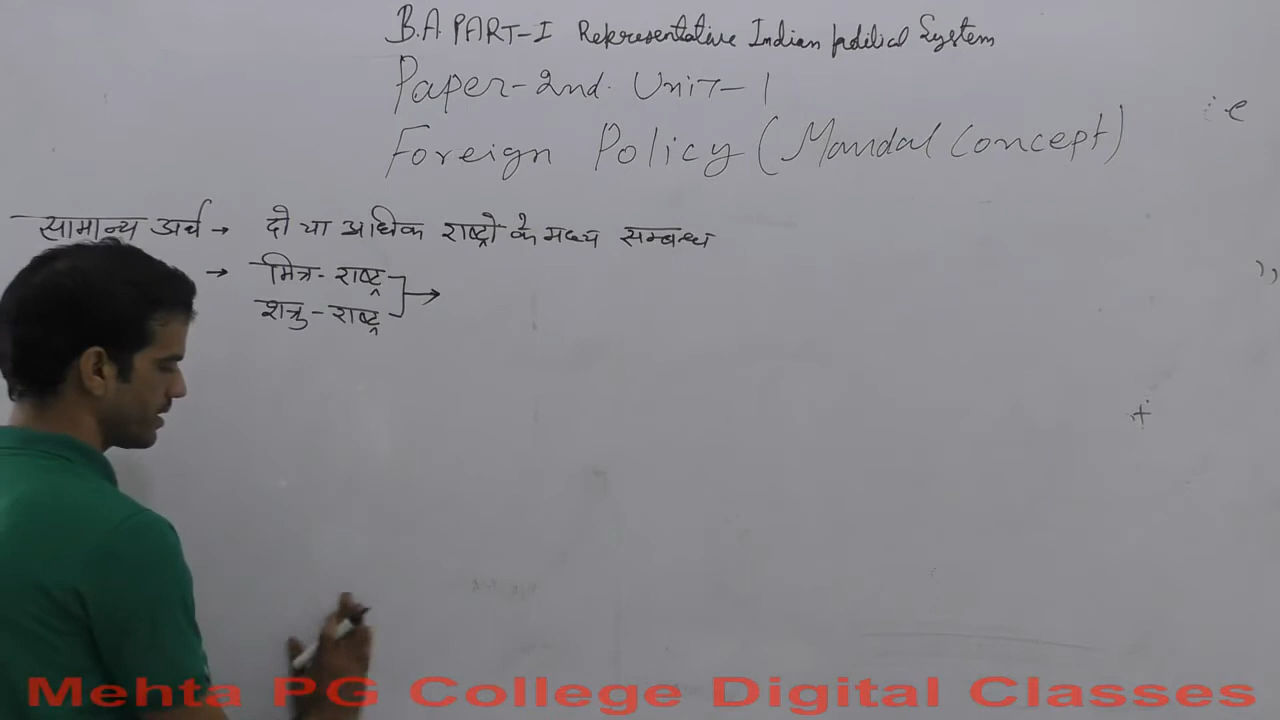 B.A PART-I Representative Indian political System
Paper-2nd. Unit-1
Foreign Policy (Mandal Concept)
सामान्य अर्थ → दो या अधिक राष्ट्रो के मध्य सम्बन्ध
→ मित्र-राष्ट्र
शत्रु-राष्ट्र →
Mehta PG College Digital Classes